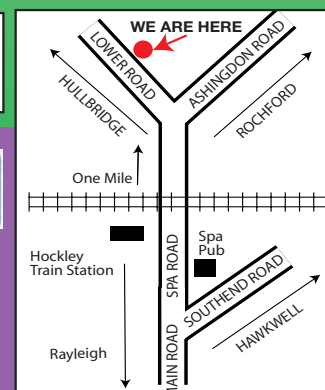 WE ARE HERE
LOWER ROAD
ASHINGDON ROAD
HULLBRIDGE
ROCHFORD
One Mile
Hockley
Train Station
SPA ROAD
Spa
Pub
SOUTHEND ROAD
HAWKWELL
Rayleigh
ROAD